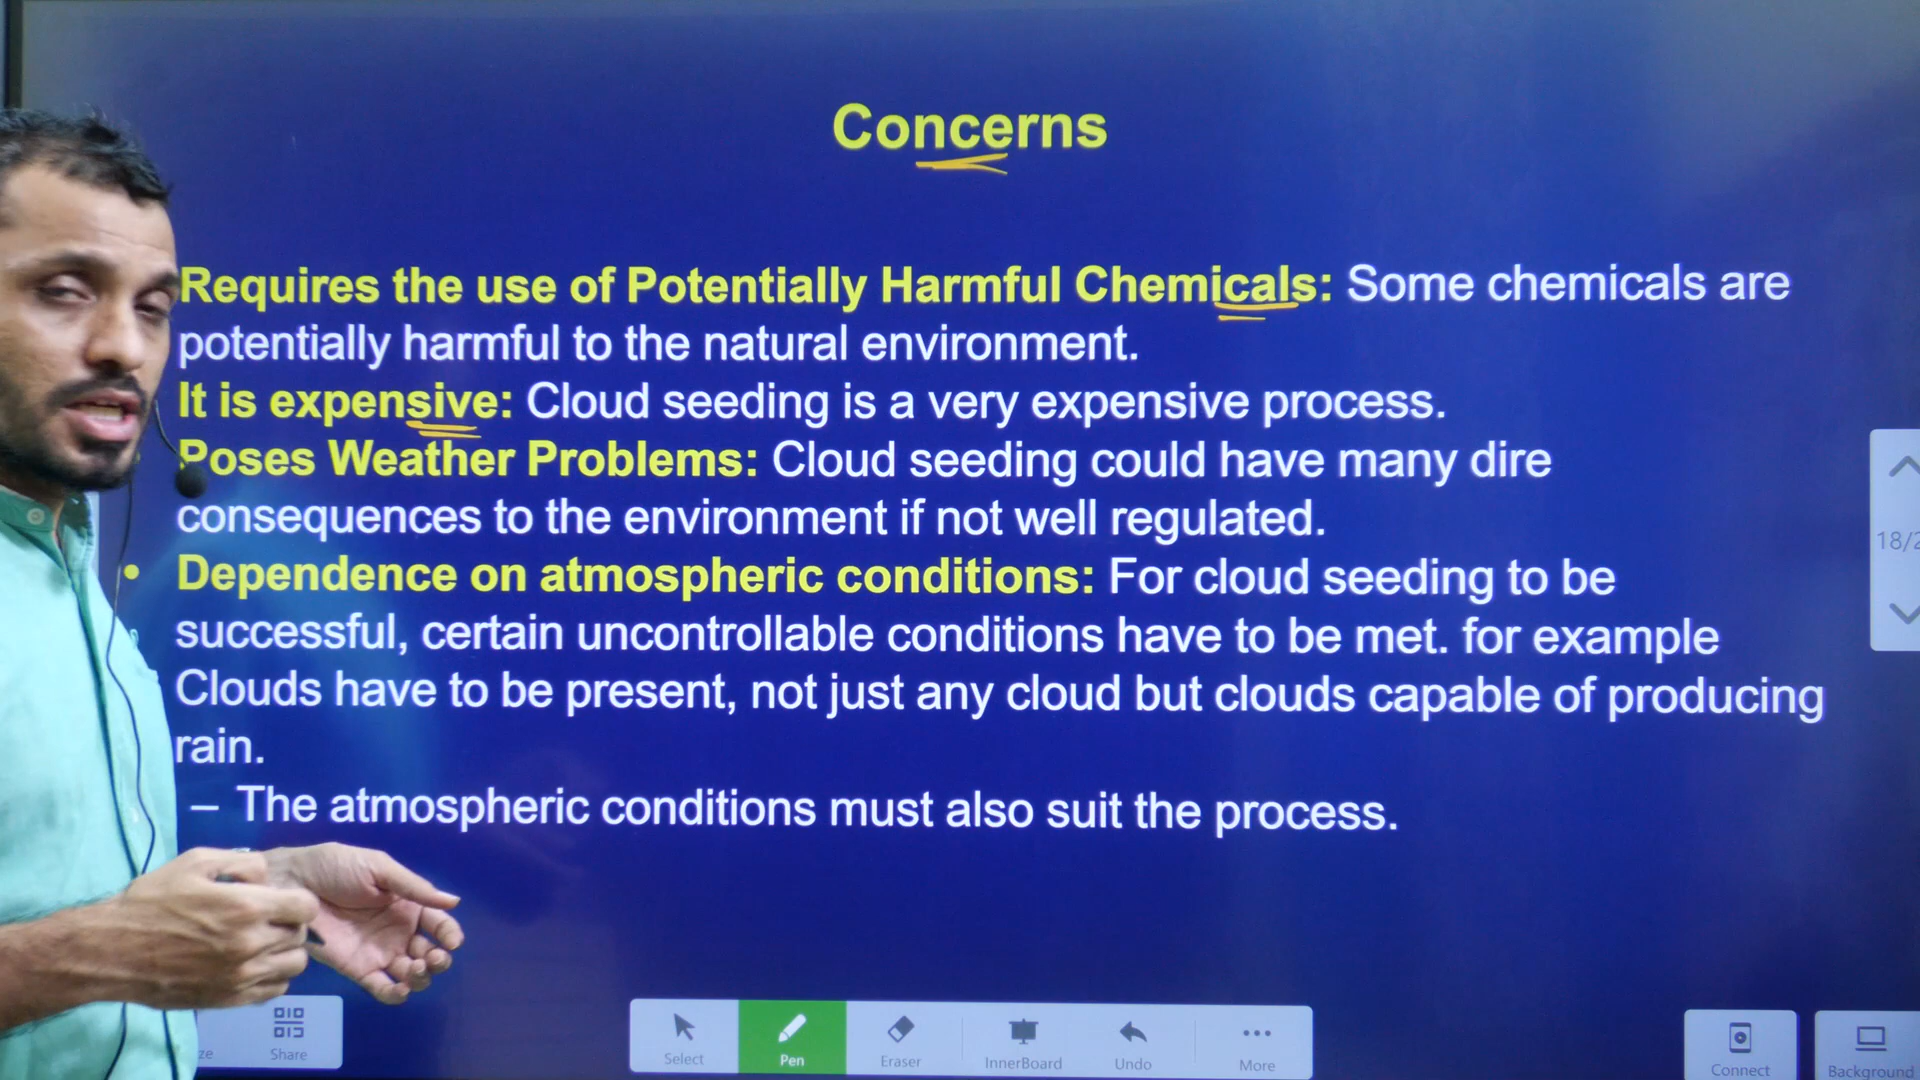 Concerns
Requires the use of Potentially Harmful Chemicals: Some chemicals are
potentially harmful to the natural environment.
It is expensive: Cloud seeding is a very expensive process.
Poses Weather Problems: Cloud seeding could have many dire
consequences to the environment if not well regulated.
• Dependence on atmospheric conditions: For cloud seeding to be
successful, certain uncontrollable conditions have to be met. for example
Clouds have to be present, not just any cloud but clouds capable of producing
rain.
– The atmospheric conditions must also suit the process.
18/2
ze Share Select Pen Eraser InnerBoard Undo More Connect Background